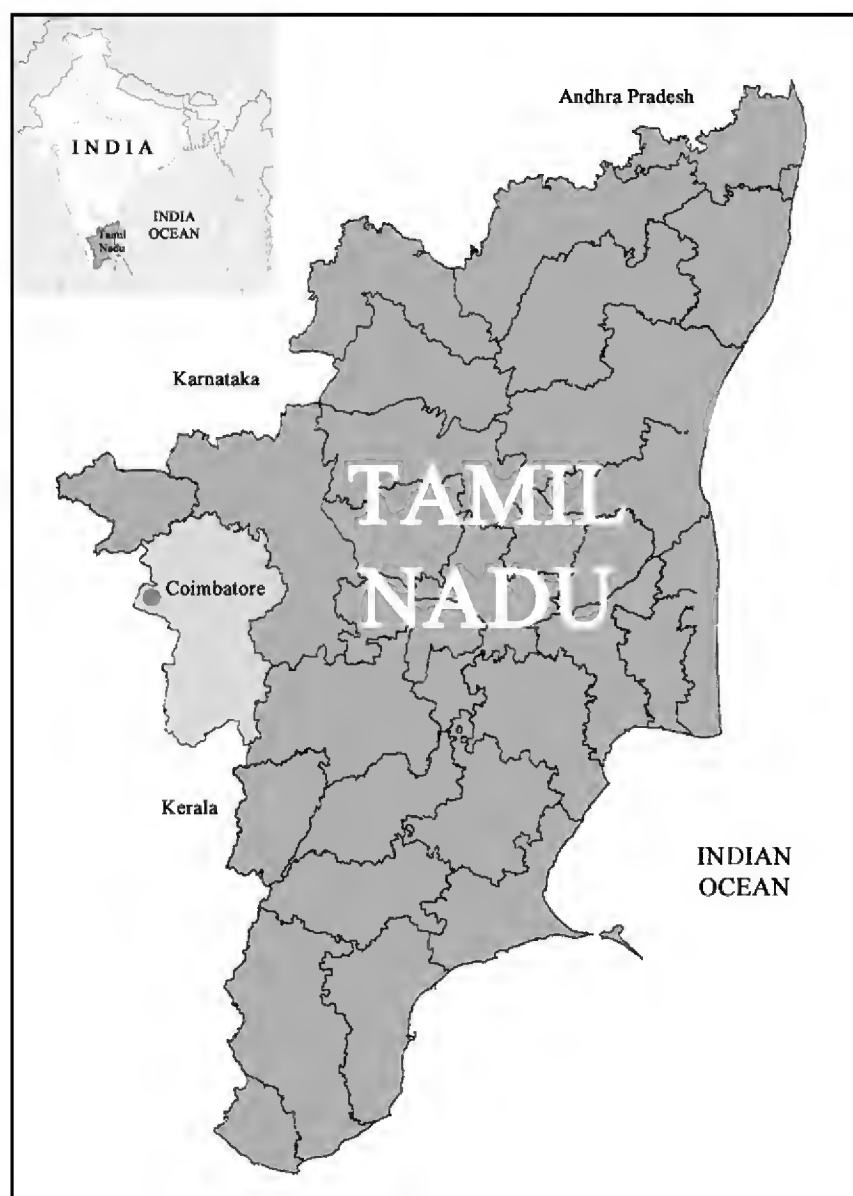 INDIA
INDIA
OCEAN
Tamil
Nadu
Andhra Pradesh
Karnataka
TAMIL
NADU
Coimbatore
Kerala
INDIAN
OCEAN